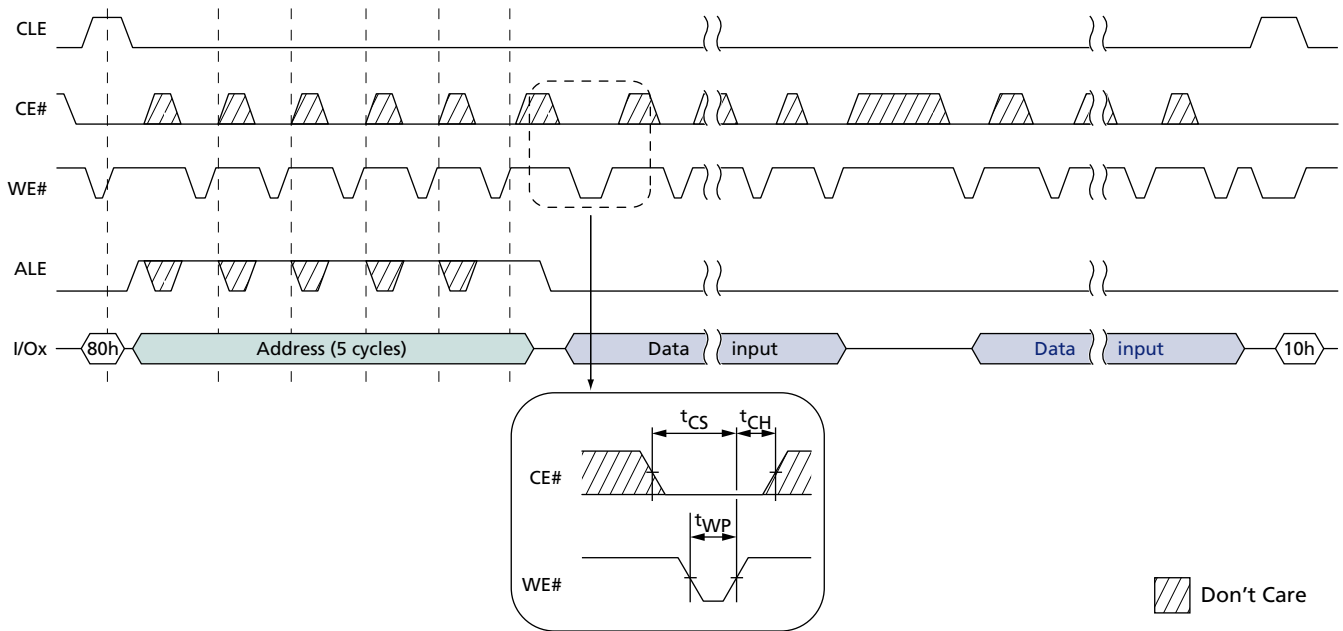 CLE
CE#
WE#
ALE
I/Ox 80h Address (5 cycles) Data input Data input 10h
tCS tCH
CE#
tWP
WE#
Don't Care